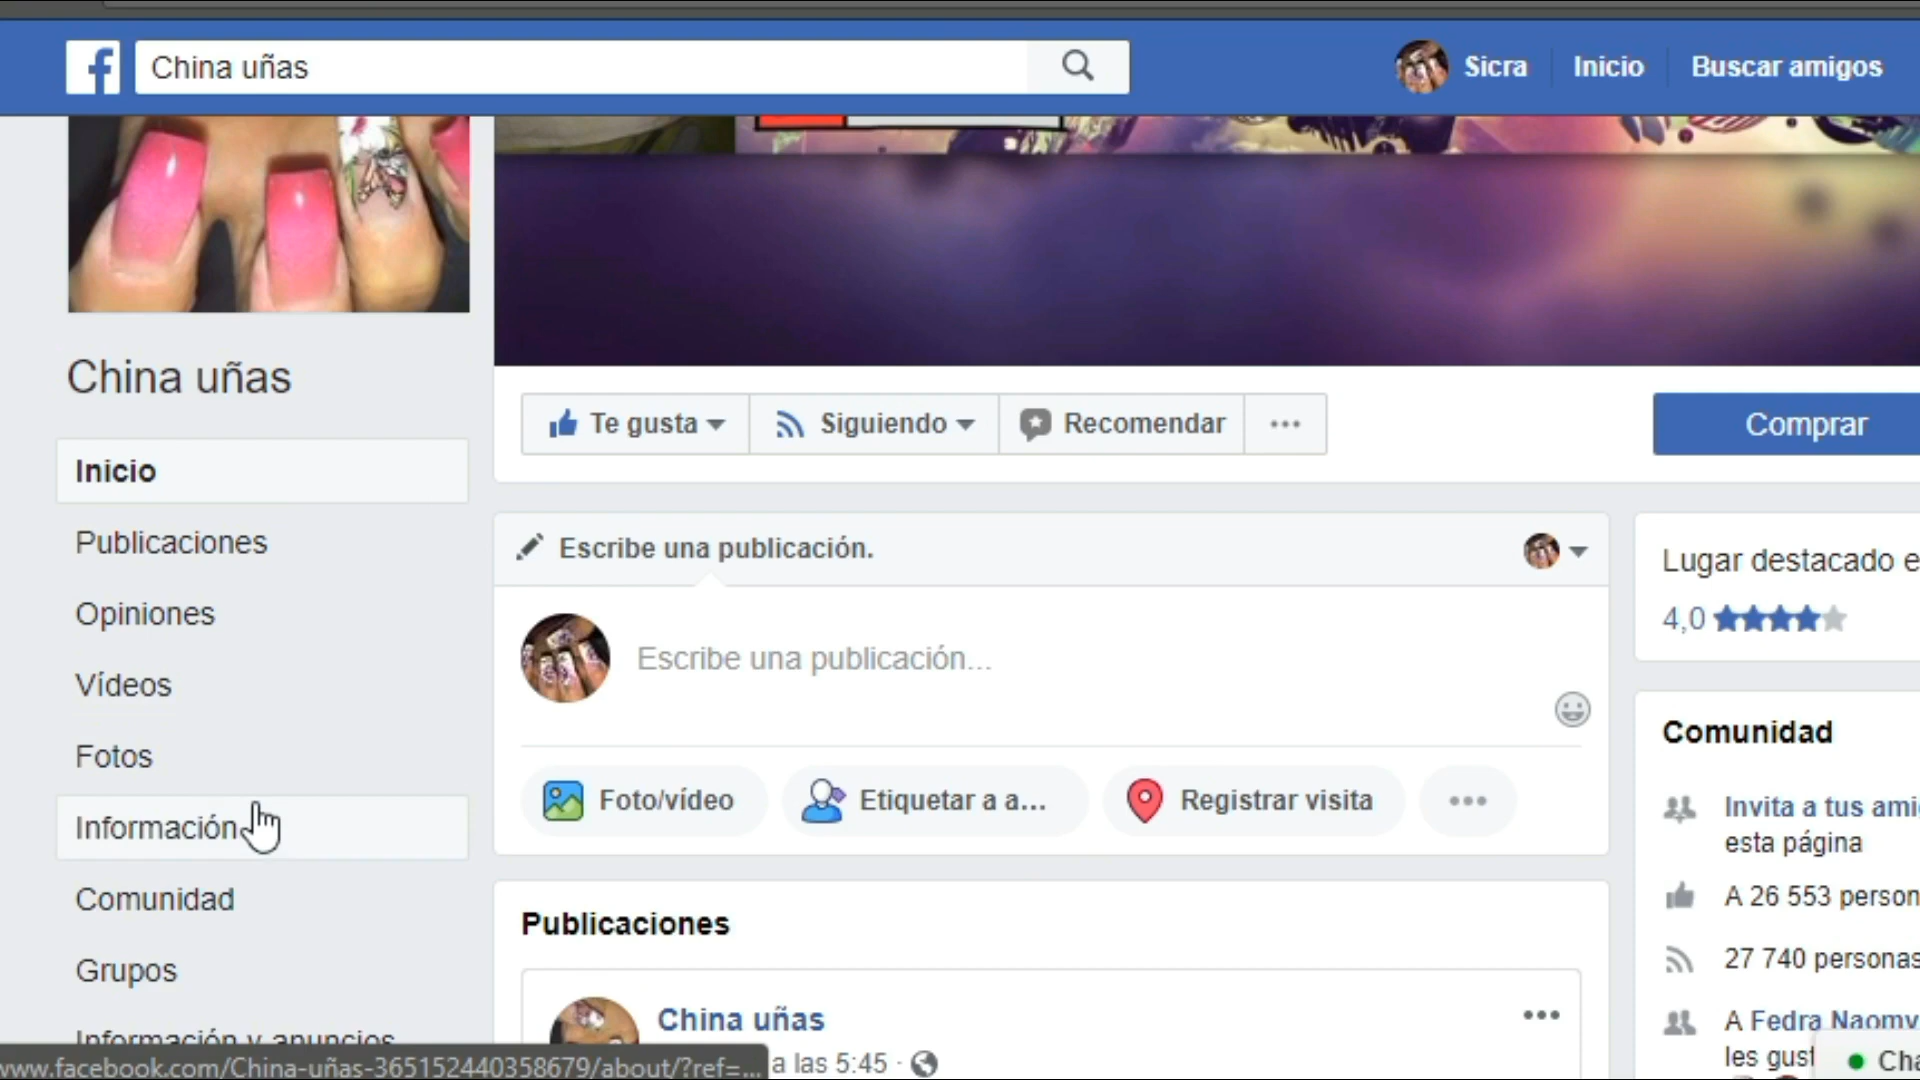 China uñas
Sicra
Inicio
Buscar amigos
China uñas
Inicio
Publicaciones
Opiniones
Vídeos
Fotos
Información
Comunidad
Grupos
Información y anuncios
Te gusta
Siguiendo
Recomendar
Comprar
Escribe una publicación.
Escribe una publicación...
Foto/vídeo
Etiquetar a a...
Registrar visita
Publicaciones
China uñas
a las 5:45 ·
Lugar destacado e
4,0
Comunidad
Invita a tus ami
esta página
A 26 553 person
27 740 personas
A Fedra Naomy
les gust
Cha
www.facebook.com/China-uñas-365152440358679/about/?ref=...